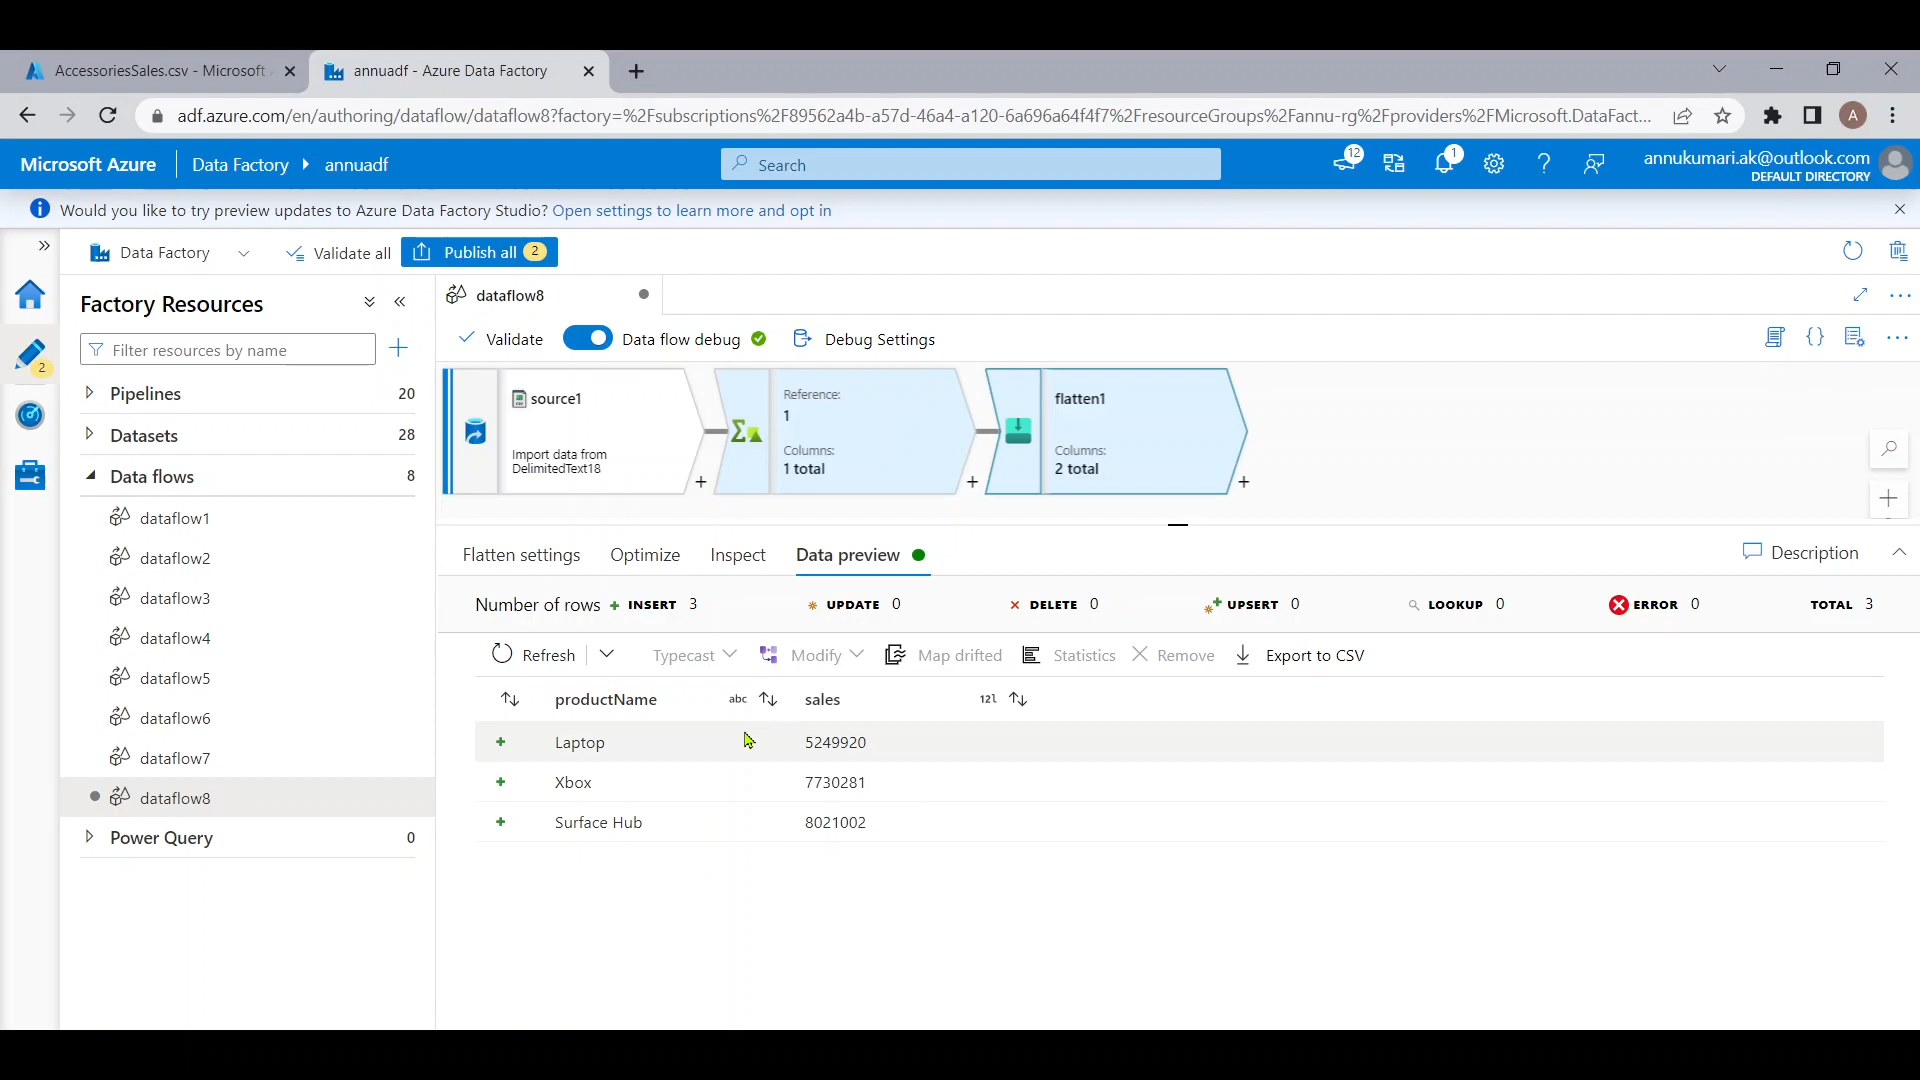 AccessoriesSales.csv - Microsoft
annuadf - Azure Data Factory
adf.azure.com/en/authoring/dataflow/dataflow8?factory=%2Fsubscriptions%2F89562a4b-a57d-46a4-a120-6a696a64f4f7%2FresourceGroups%2Fannu-rg%2Fproviders%2FMicrosoft.DataFact...
A
Microsoft Azure
Data Factory
annuadf
Search
12
1
annukumari.ak@outlook.com
DEFAULT DIRECTORY
Would you like to try preview updates to Azure Data Factory Studio? Open settings to learn more and opt in
Data Factory
Validate all
Publish all 2
Factory Resources
dataflow8
2
Filter resources by name
Validate
Data flow debug
Debug Settings
Pipelines 20
Datasets 28
Data flows 8
dataflow1
dataflow2
dataflow3
dataflow4
dataflow5
dataflow6
dataflow7
dataflow8
Power Query 0
source1
Import data from
DelimitedText18
Reference:
1
Columns:
1 total
flatten1
Columns:
2 total
Flatten settings
Optimize
Inspect
Data preview
Description
Number of rows
INSERT 3
UPDATE 0
DELETE 0
UPSERT 0
LOOKUP 0
ERROR 0
TOTAL 3
Refresh
Typecast
Modify
Map drifted
Statistics
Remove
Export to CSV
productName abc sales 12l
Laptop 5249920
Xbox 7730281
Surface Hub 8021002